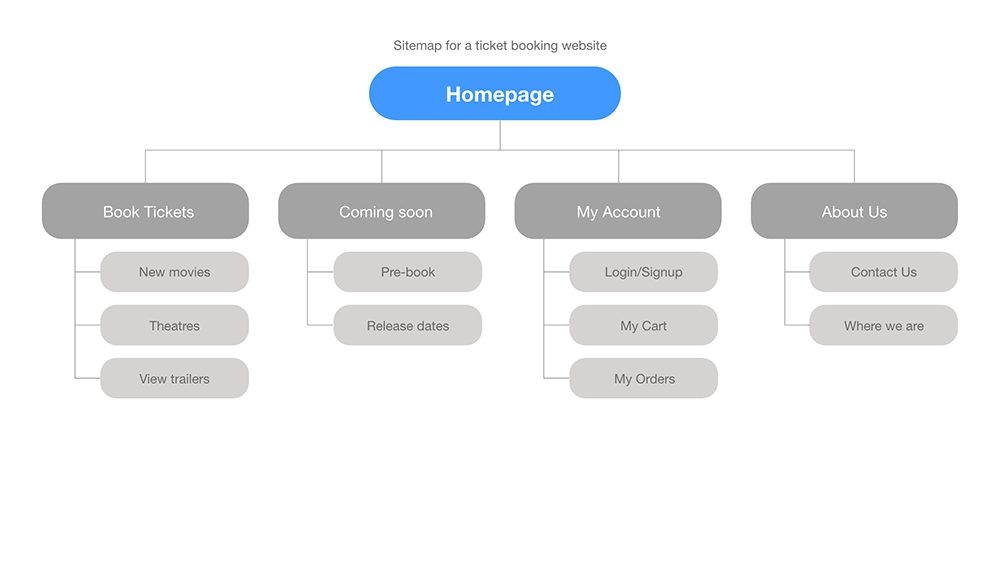 Sitemap for a ticket booking website
Homepage
Book Tickets
New movies
Theatres
View trailers
Coming soon
Pre-book
Release dates
My Account
Login/Signup
My Cart
My Orders
About Us
Contact Us
Where we are